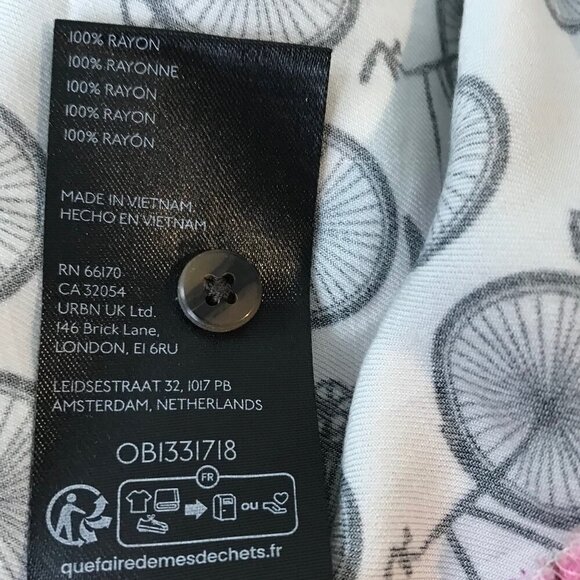 100% RAYON
100% RAYONNE
100% RAYON
100% RAYON
100% RAYÓN
MADE IN VIETNAM.
HECHO EN VIETNAM
RN 66170
CA 32054
URBN UK Ltd.
146 Brick Lane,
LONDON, E1 6RU
LEIDSESTRAAT 32, 1017 PB
AMSTERDAM, NETHERLANDS
OB1331718
FR
ou
quefairedemesdechets.fr